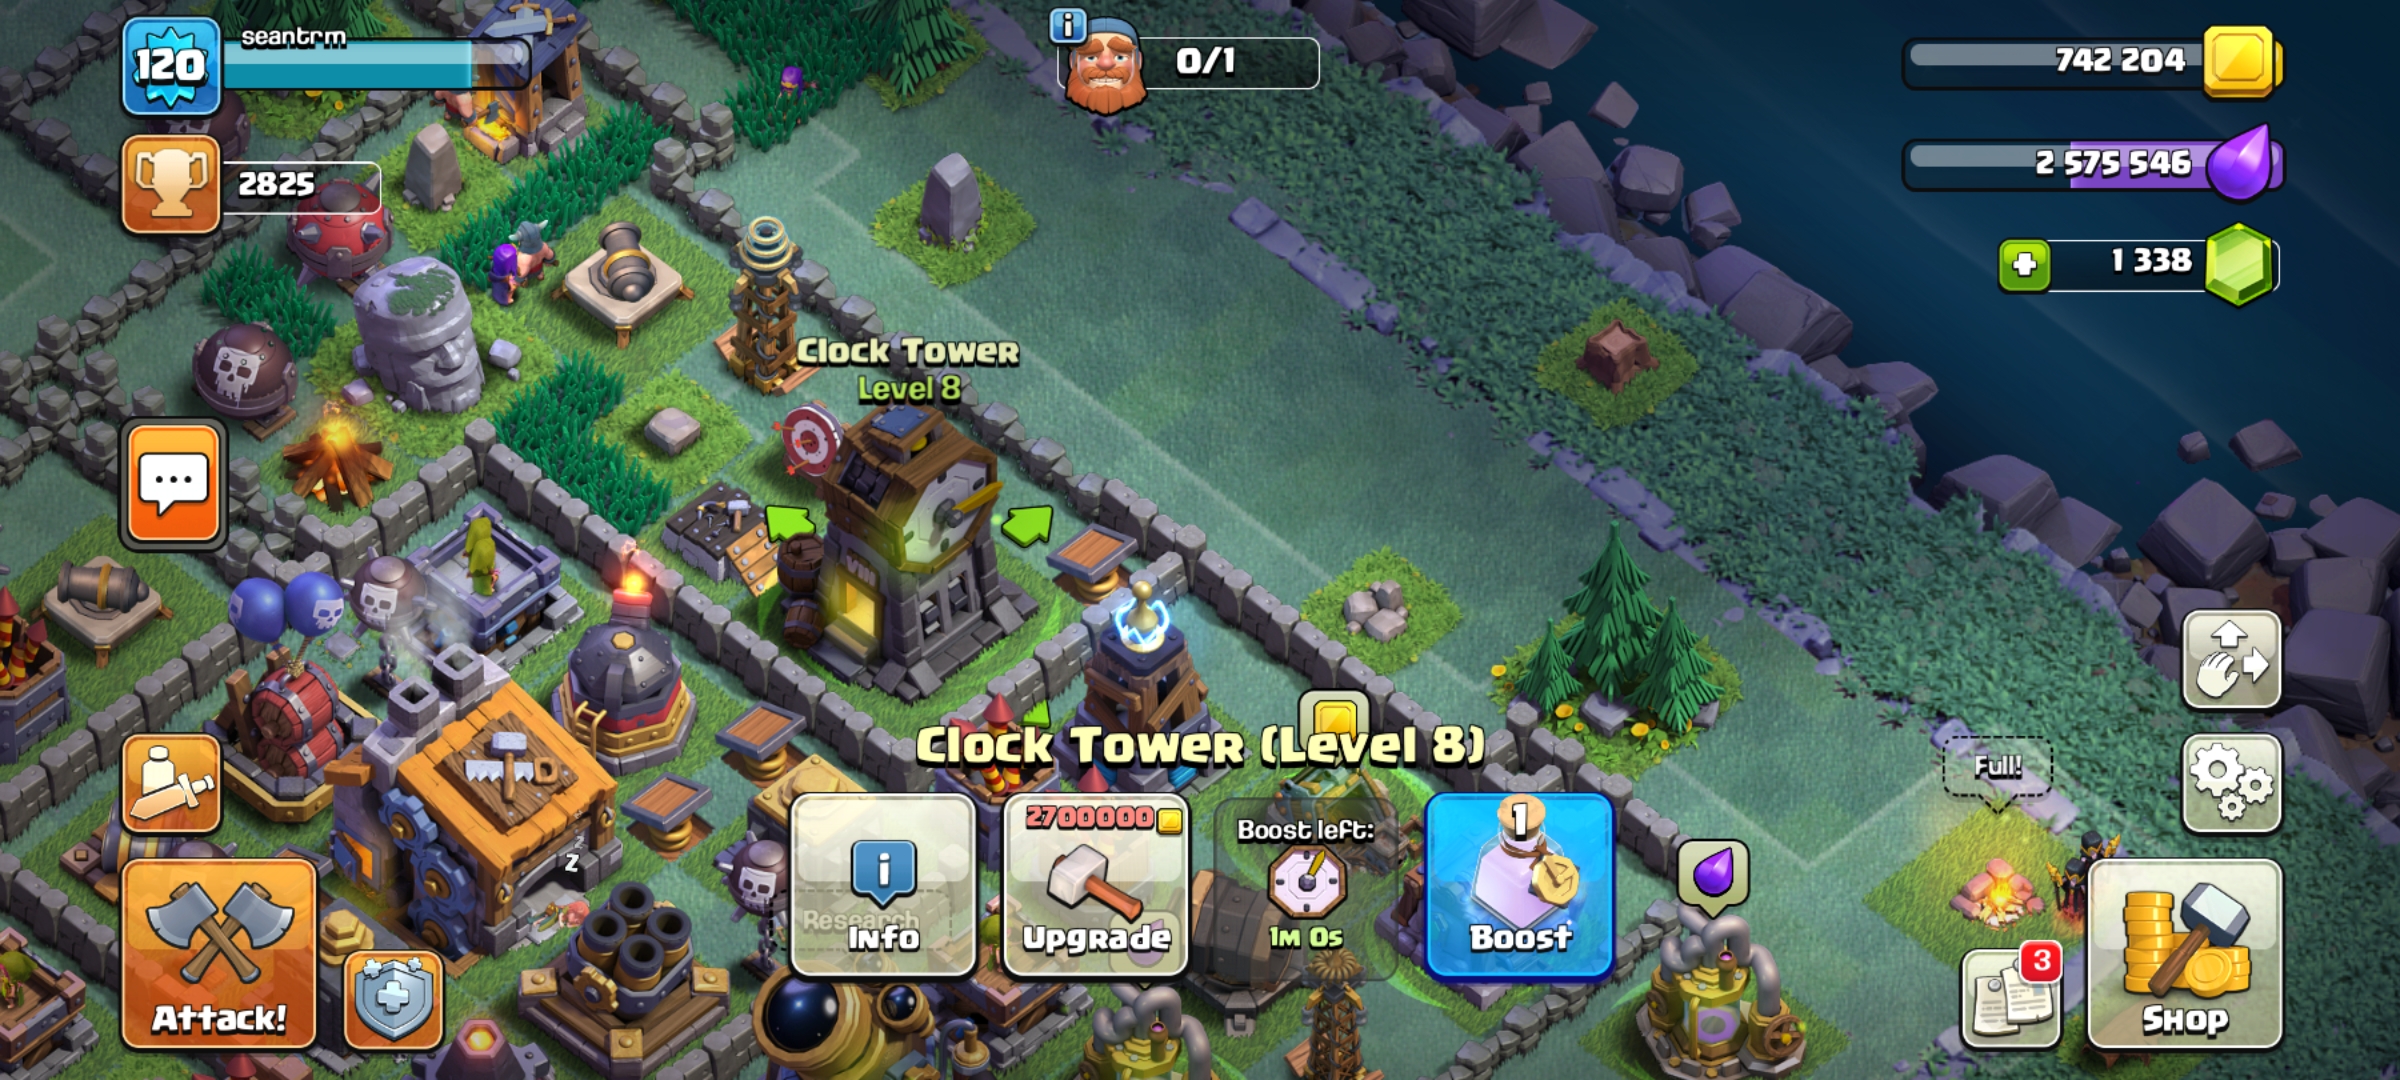 120
seantrm
0/1
742 204
2825
2 575 546
1 338
Clock Tower
Level 8
VIII
Clock Tower (Level 8)
Full!
2700000
Boost left:
1
z
z
Research
Info
Upgrade
1m 0s
Boost
3
Attack!
Shop